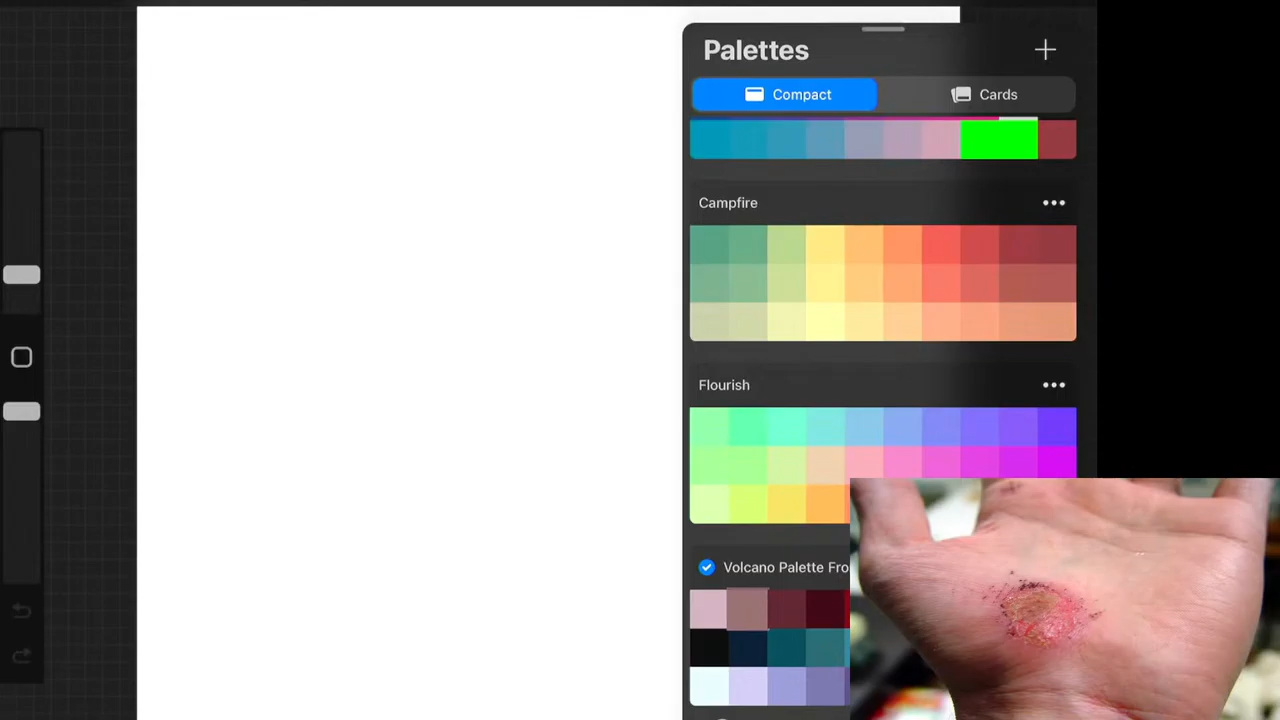 Palettes
Compact
Cards
Campfire
Flourish
Volcano Palette Fro